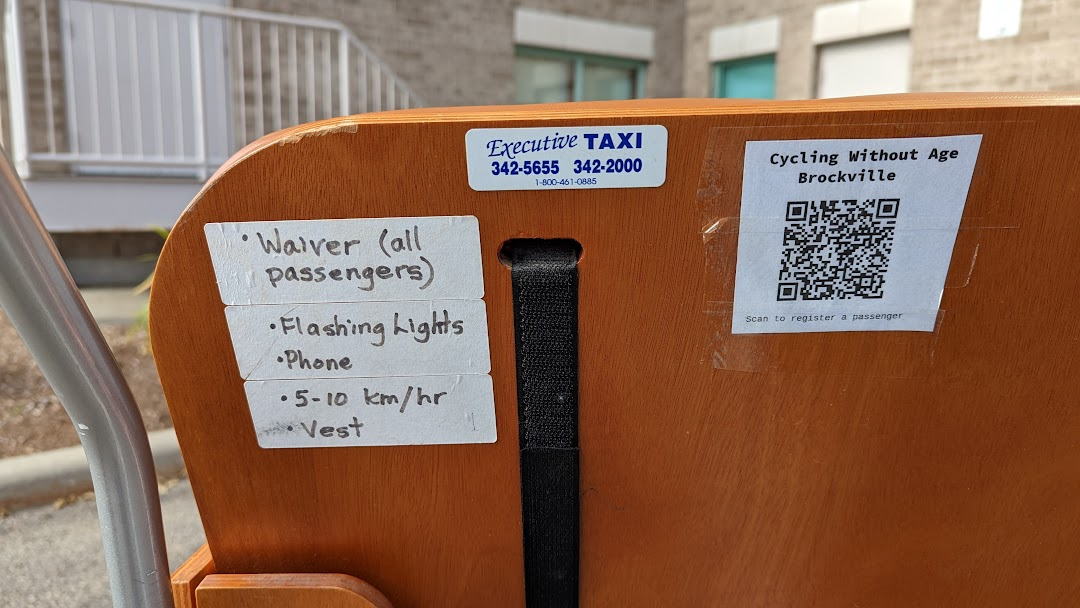 Executive TAXI
342-5655 342-2000
1-800-461-0885
• Waiver (all
passengers)
• Flashing Lights
• Phone
• 5-10 km/hr
• Vest
Cycling Without Age
Brockville
Scan to register a passenger